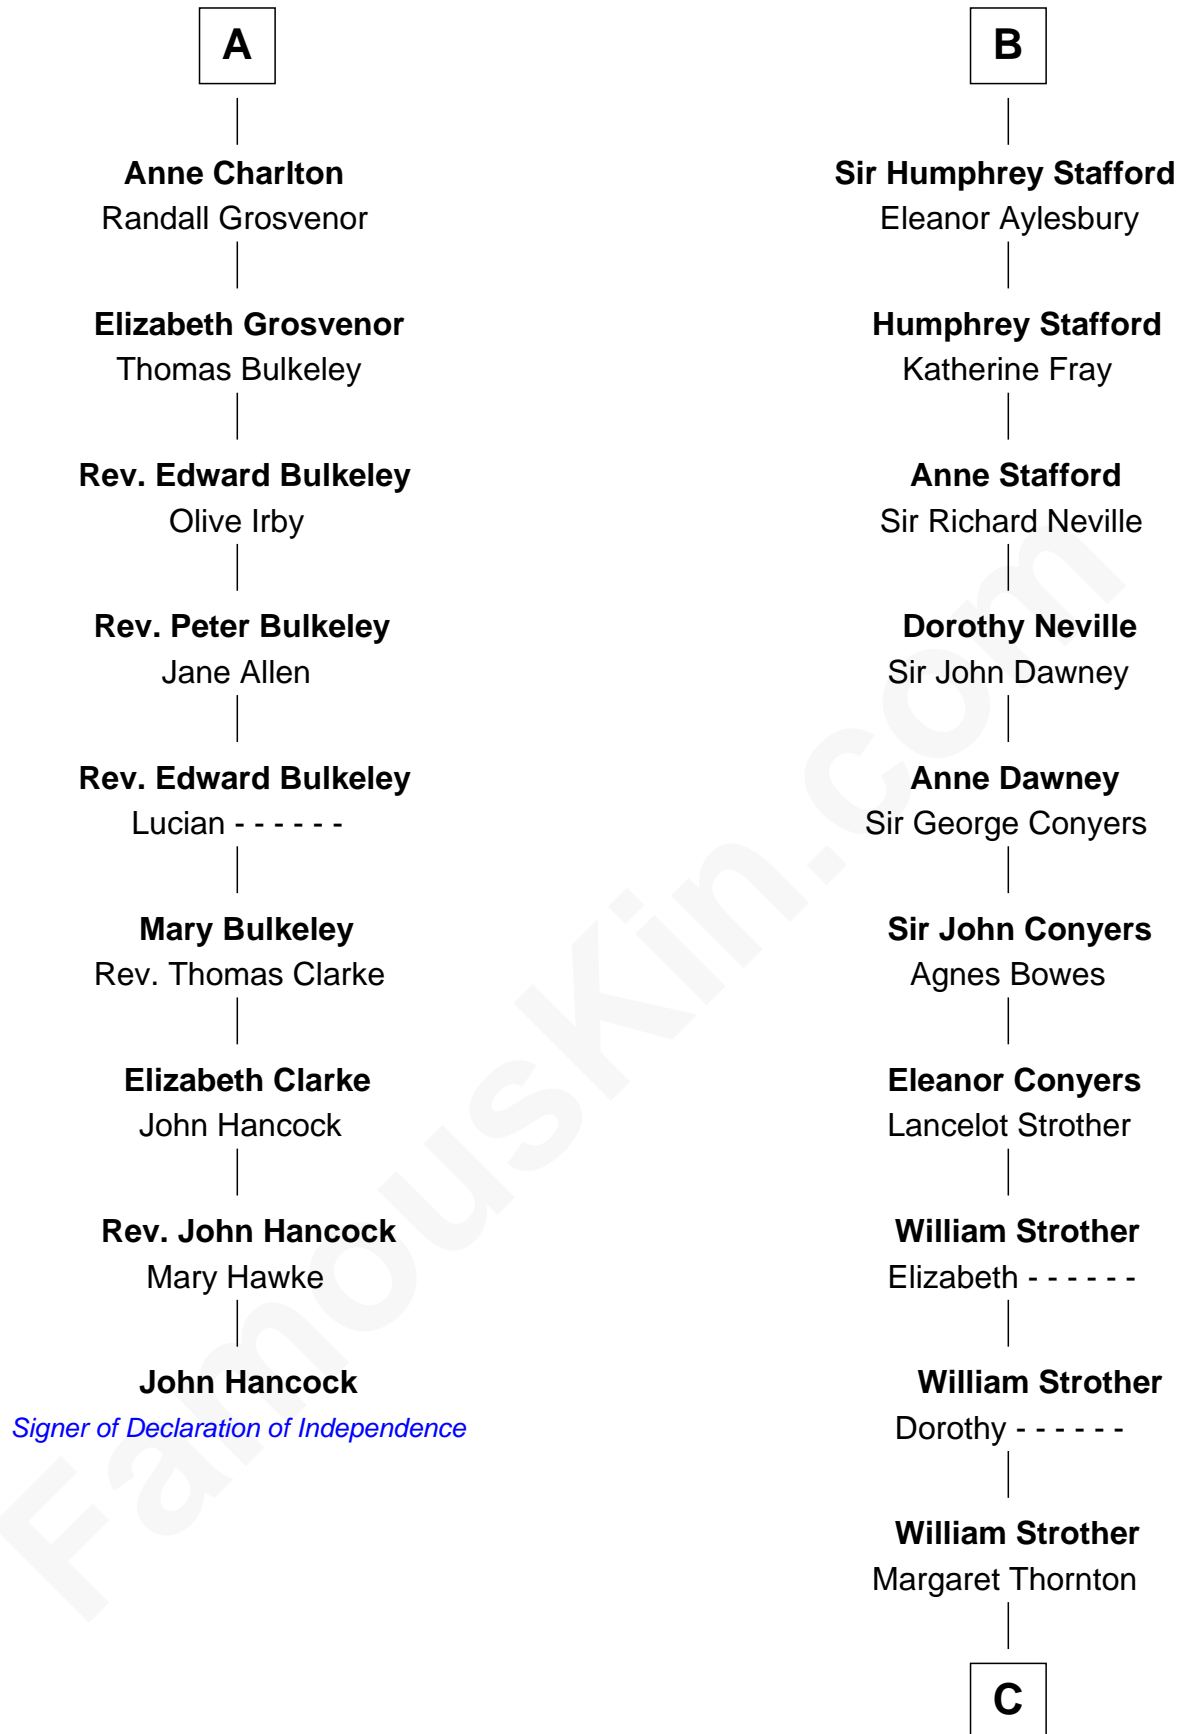 A
Anne Charlton
Randall Grosvenor
Elizabeth Grosvenor
Thomas Bulkeley
Rev. Edward Bulkeley
Olive Irby
Rev. Peter Bulkeley
Jane Allen
Rev. Edward Bulkeley
Lucian - - - - - -
Mary Bulkeley
Rev. Thomas Clarke
Elizabeth Clarke
John Hancock
Rev. John Hancock
Mary Hawke
John Hancock
Signer of Declaration of Independence
B
Sir Humphrey Stafford
Eleanor Aylesbury
Humphrey Stafford
Katherine Fray
Anne Stafford
Sir Richard Neville
Dorothy Neville
Sir John Dawney
Anne Dawney
Sir George Conyers
Sir John Conyers
Agnes Bowes
Eleanor Conyers
Lancelot Strother
William Strother
Elizabeth - - - - - -
William Strother
Dorothy - - - - - -
William Strother
Margaret Thornton
C
FamousKin.com